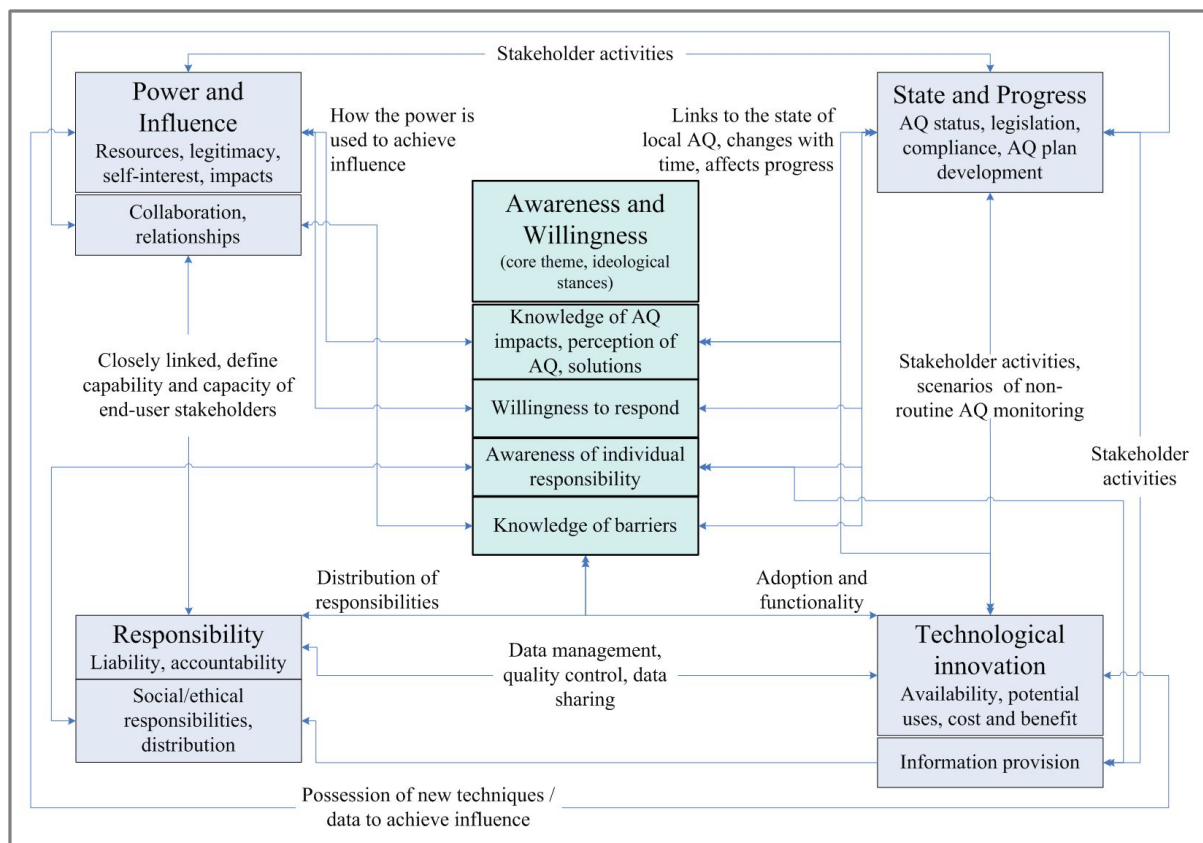 Stakeholder activities
Power and
Influence
Resources, legitimacy,
self-interest, impacts
Collaboration,
relationships
How the power is
used to achieve
influence
Links to the state of
local AQ, changes with
time, affects progress
State and Progress
AQ status, legislation,
compliance, AQ plan
development
Awareness and
Willingness
(core theme, ideological
stances)
Knowledge of AQ
impacts, perception of
AQ, solutions
Willingness to respond
Awareness of individual
responsibility
Knowledge of barriers
Closely linked, define
capability and capacity of
end-user stakeholders
Stakeholder activities,
scenarios of non-
routine AQ monitoring
Stakeholder
activities
Distribution of
responsibilities
Adoption and
functionality
Responsibility
Liability, accountability
Social/ethical
responsibilities,
distribution
Data management,
quality control, data
sharing
Technological
innovation
Availability, potential
uses, cost and benefit
Information provision
Possession of new techniques /
data to achieve influence